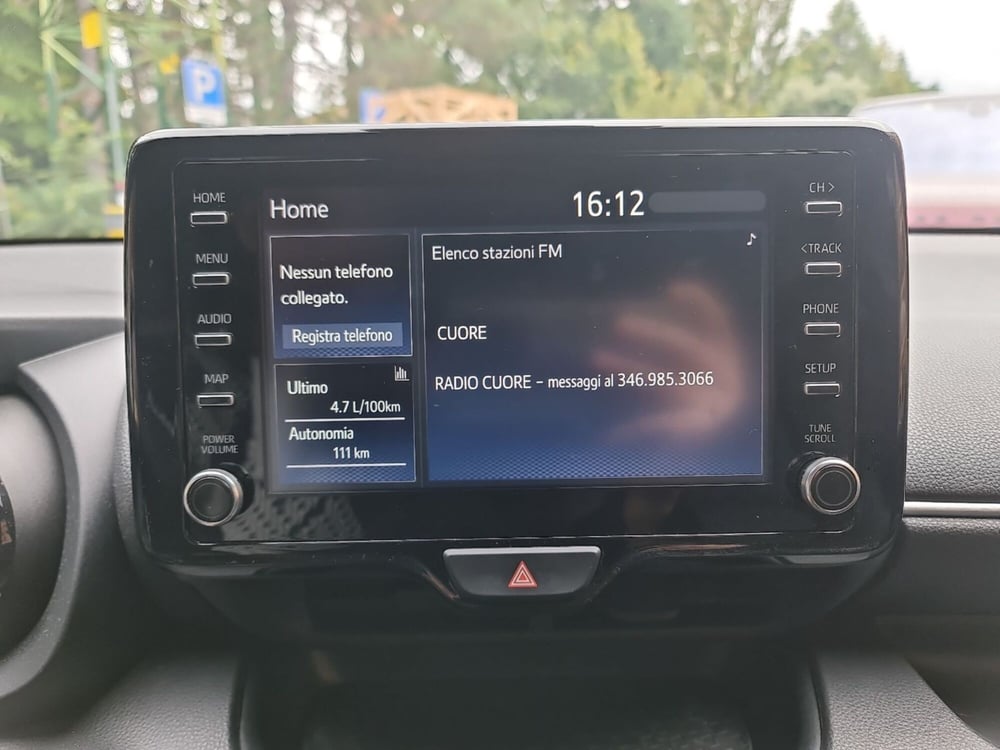 P
HOME
MENU
AUDIO
MAP
POWER
VOLUME
Home
16:12
Nessun telefono
collegato.
Registra telefono
Ultimo
4.7 L/100km
Autonomia
111 km
Elenco stazioni FM
CUORE
RADIO CUORE - messaggi al 346.985.3066
CH >
< TRACK
PHONE
SETUP
TUNE
SCROLL